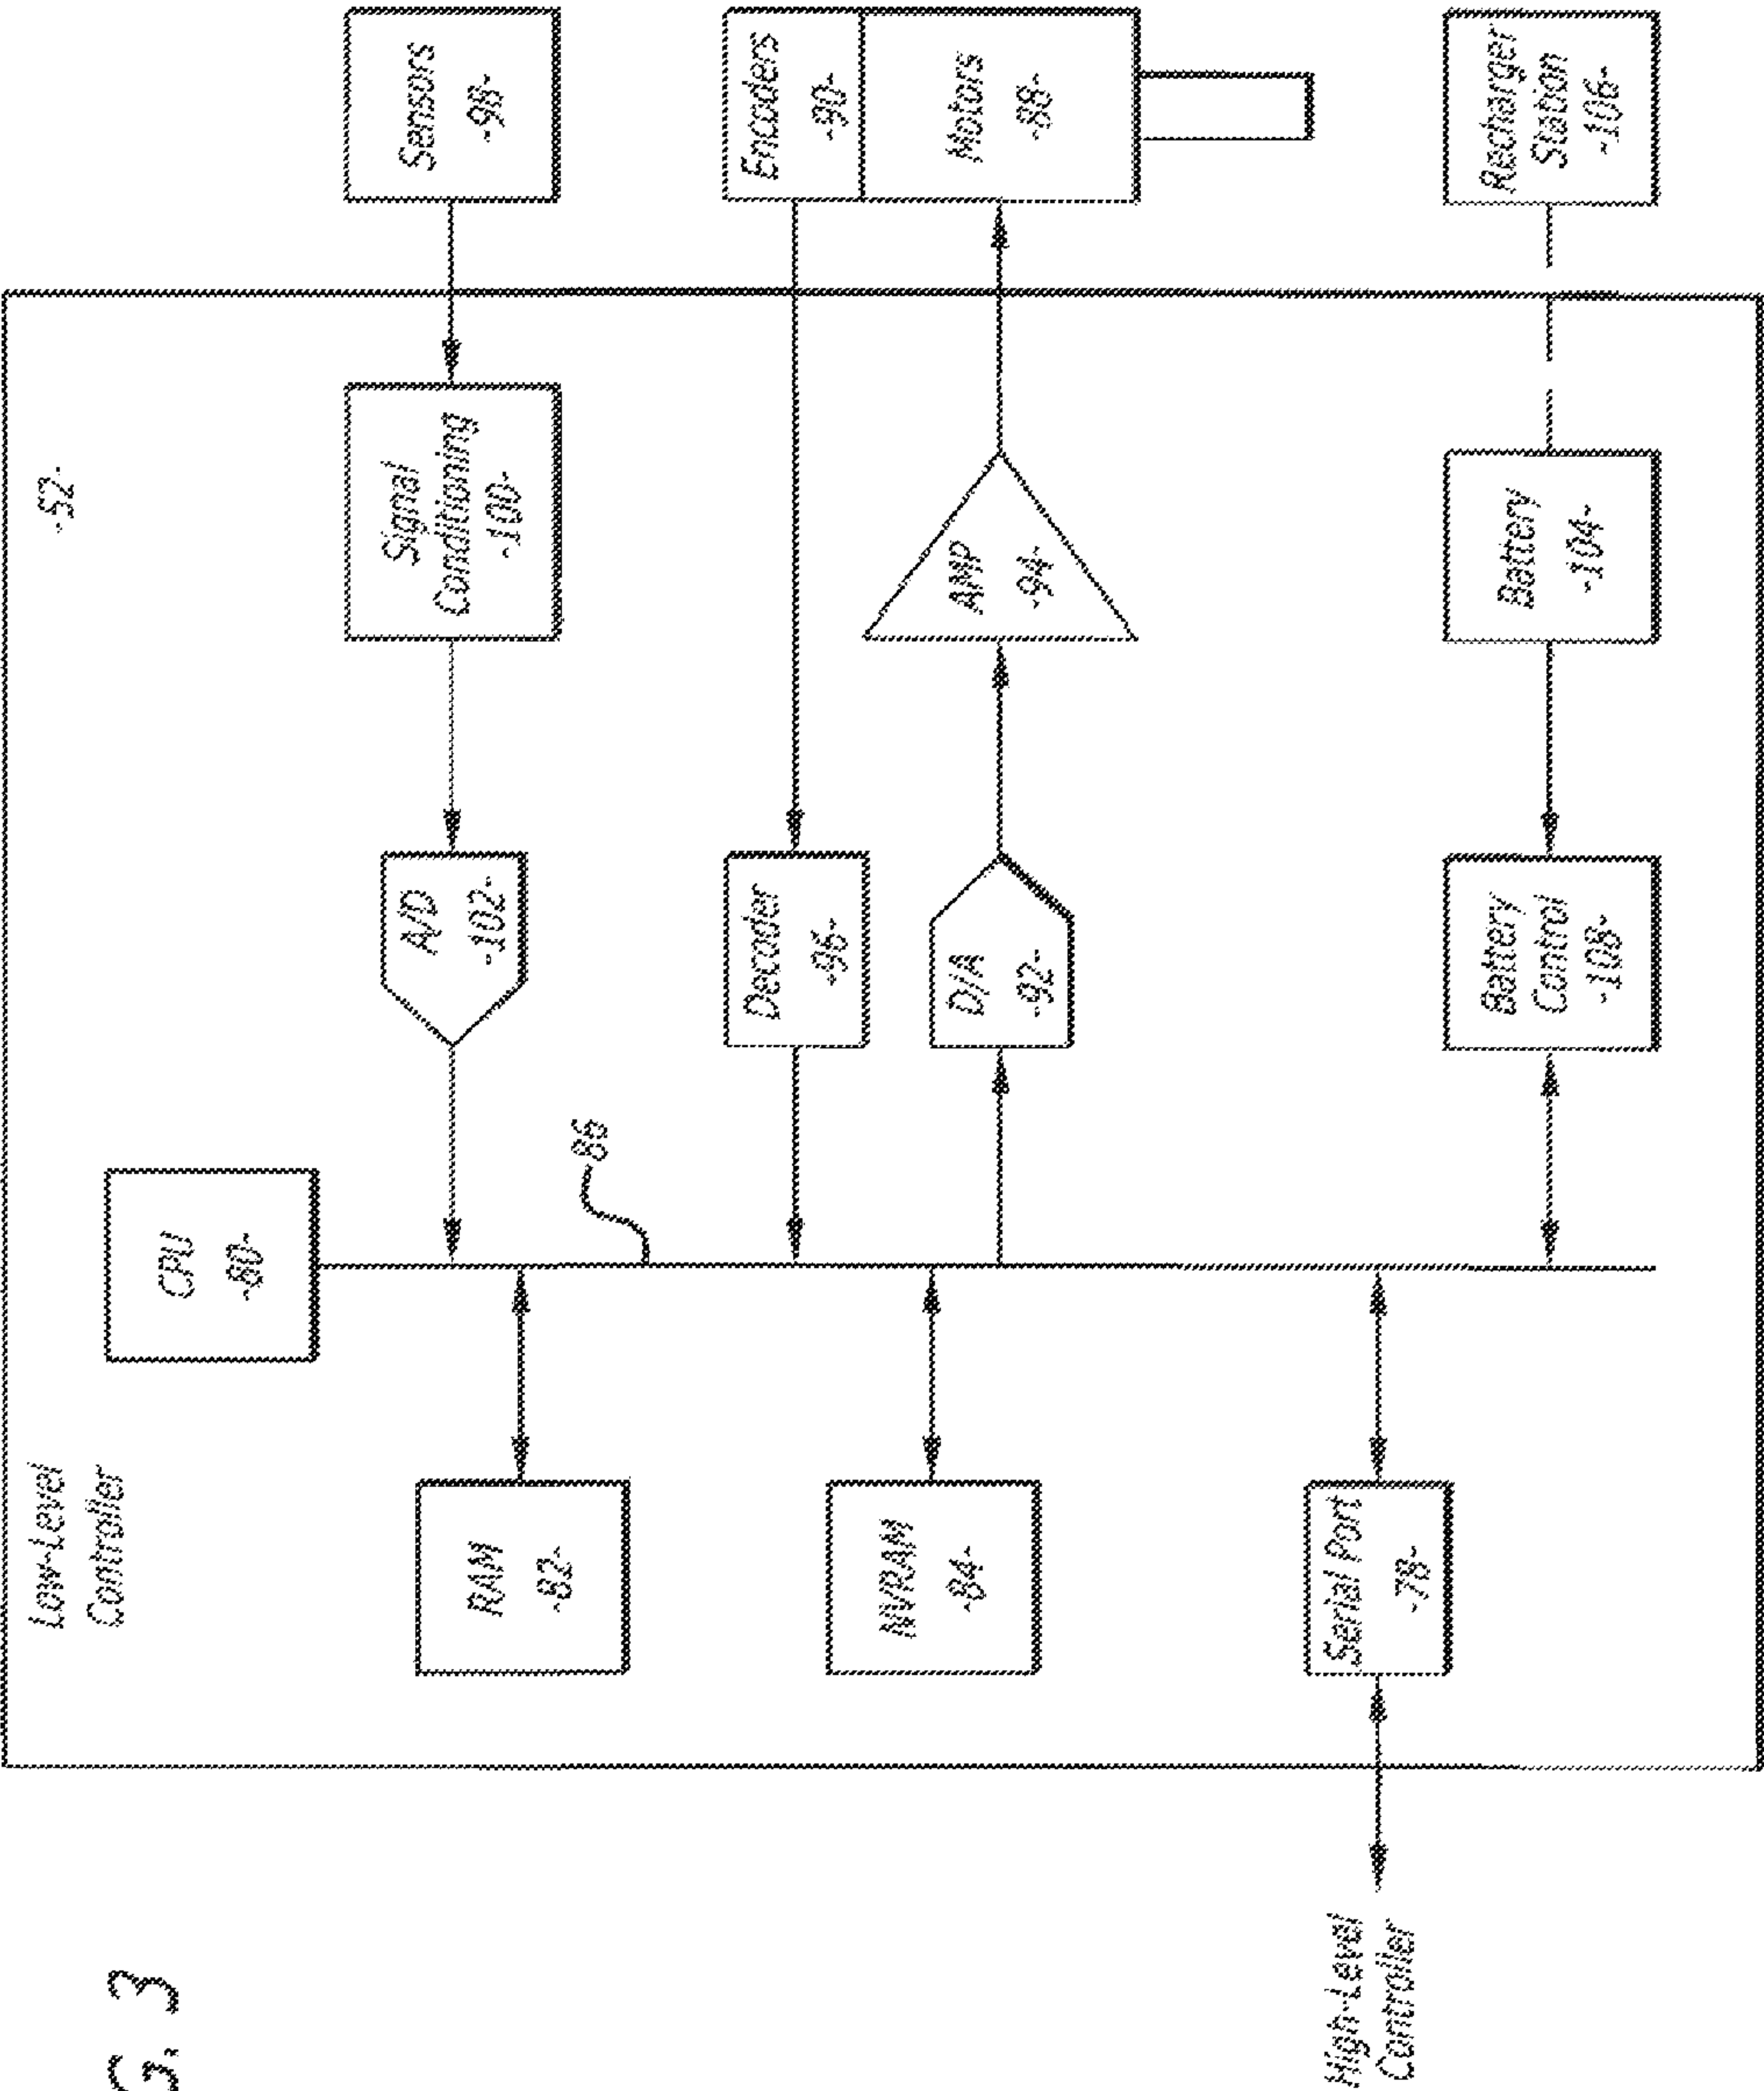 G. 3
Low-Level
Controller
-52-
CPU
-80-
RAM
-82-
A/D
-102-
Signal
Conditioning
-100-
Sensors
-98-
86
Decoder
-96-
Encoders
-90-
NVRAM
-84-
D/A
-92-
AMP
-94-
Motors
-88-
High-Level
Controller
Serial Port
-78-
Battery
Control
-108-
Battery
-104-
Recharger
Station
-106-